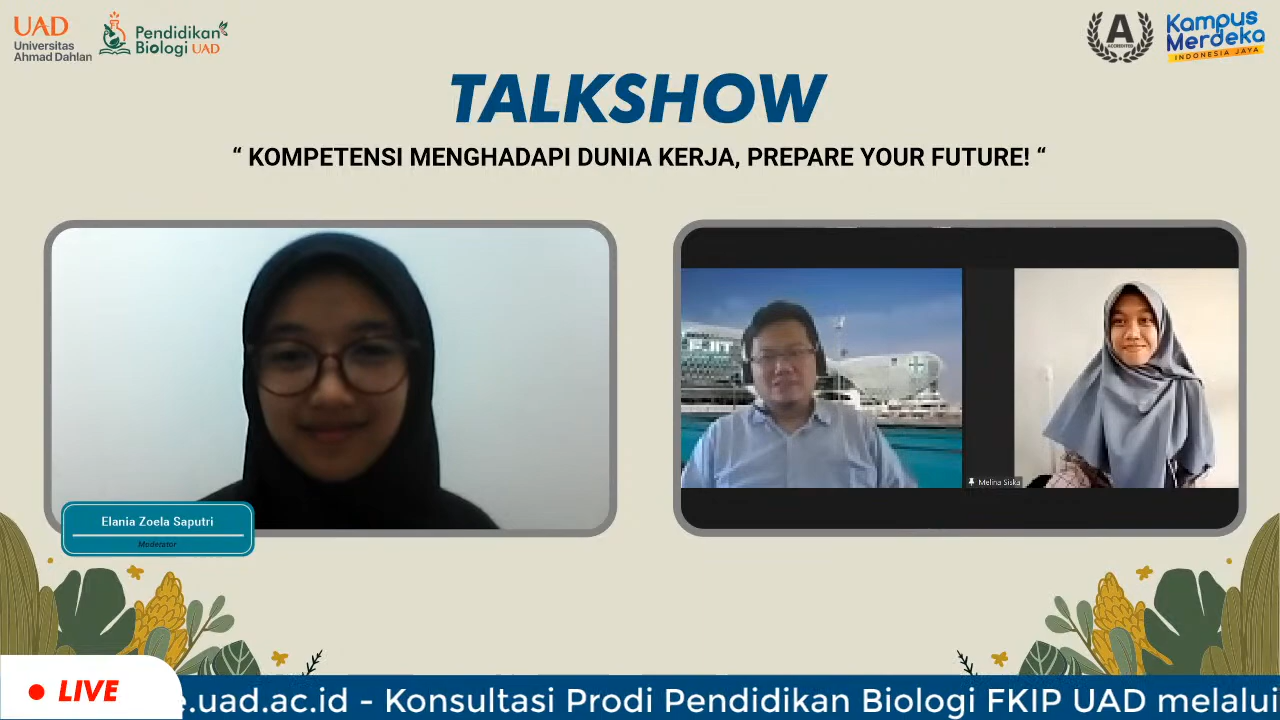 UAD
Universitas
Ahmad Dahlan
Pendidikan
Biologi UAD
A
ACCREDITED
Kampus
Merdeka
INDONESIA JAYA
TALKSHOW
“ KOMPETENSI MENGHADAPI DUNIA KERJA, PREPARE YOUR FUTURE! “
Melina Siska
Elania Zoela Saputri
Moderator
LIVE
e.uad.ac.id - Konsultasi Prodi Pendidikan Biologi FKIP UAD melalui